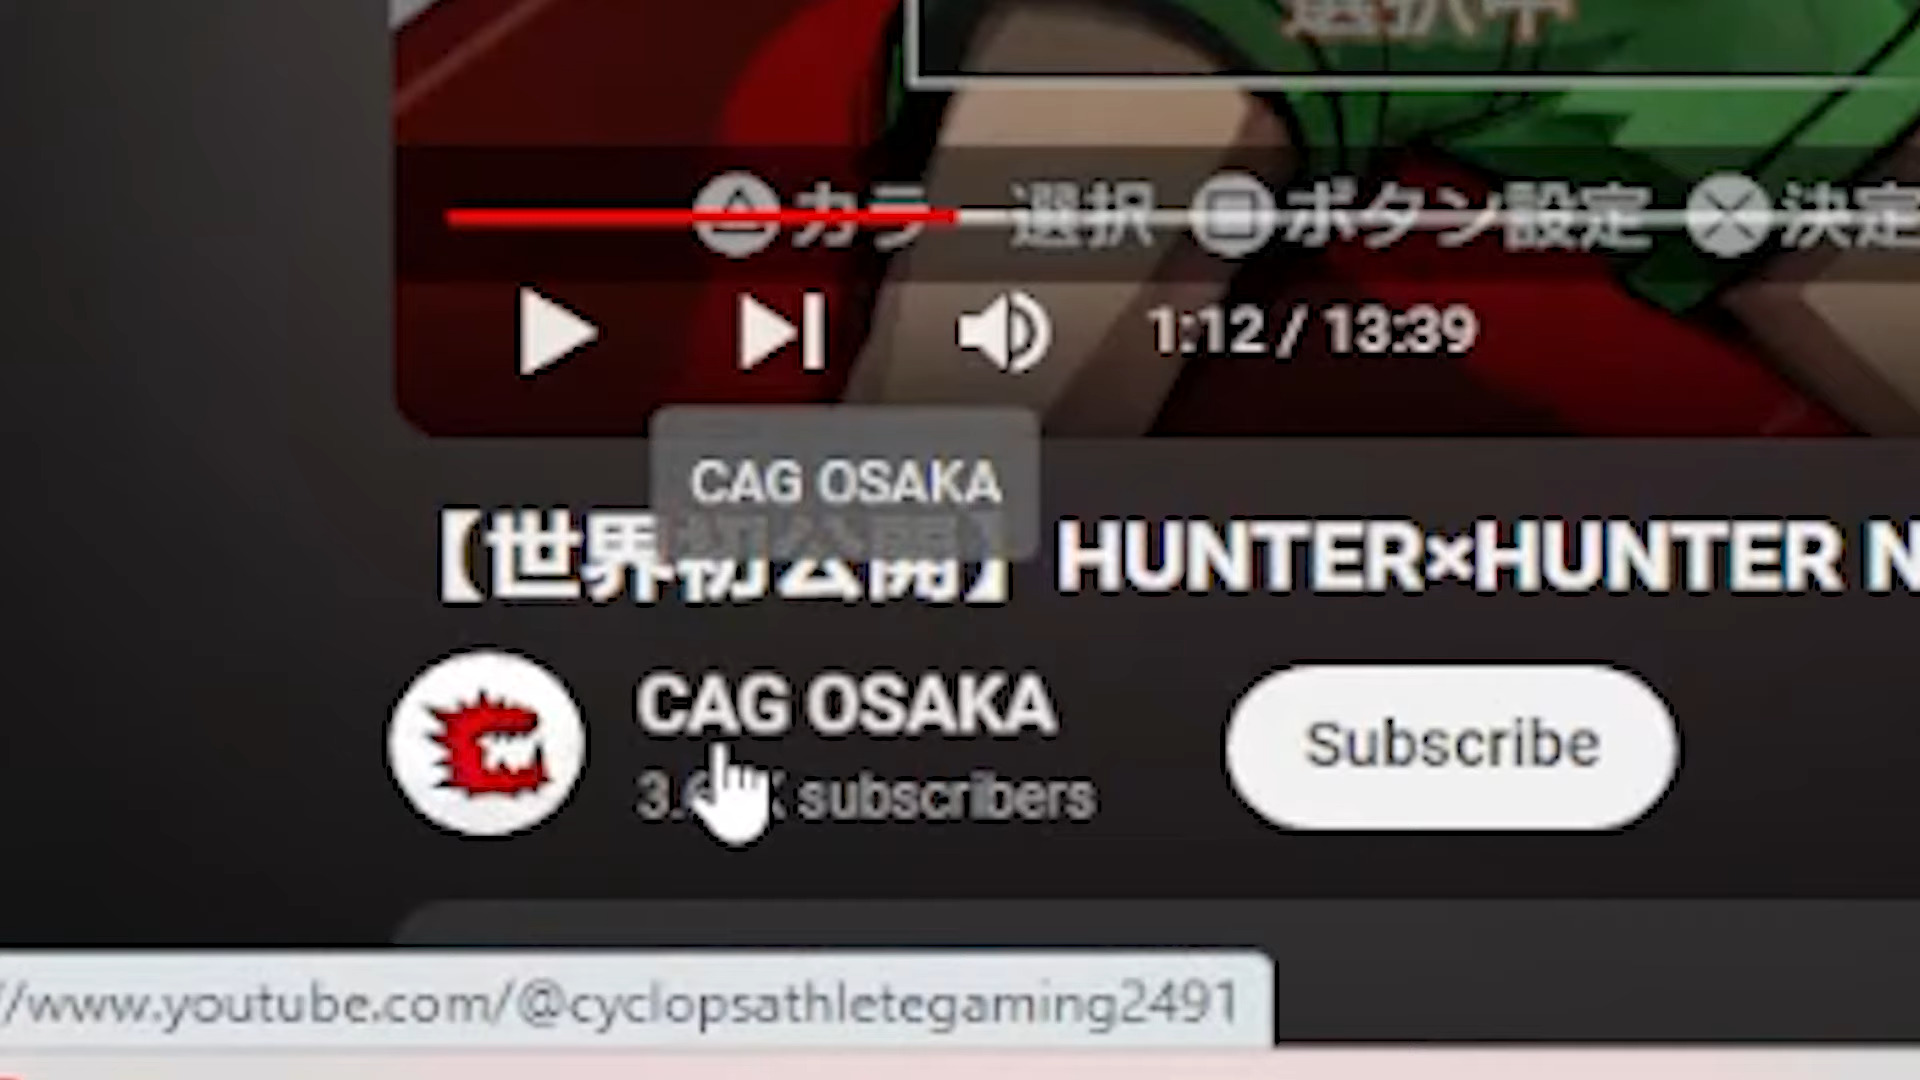 選択中
カラ 選択 ボタン設定 決定
1:12 / 13:39
CAG OSAKA
【世界初公開】 HUNTER×HUNTER N
CAG OSAKA
subscribers
Subscribe
//www.youtube.com/@cyclopsathletegaming2491